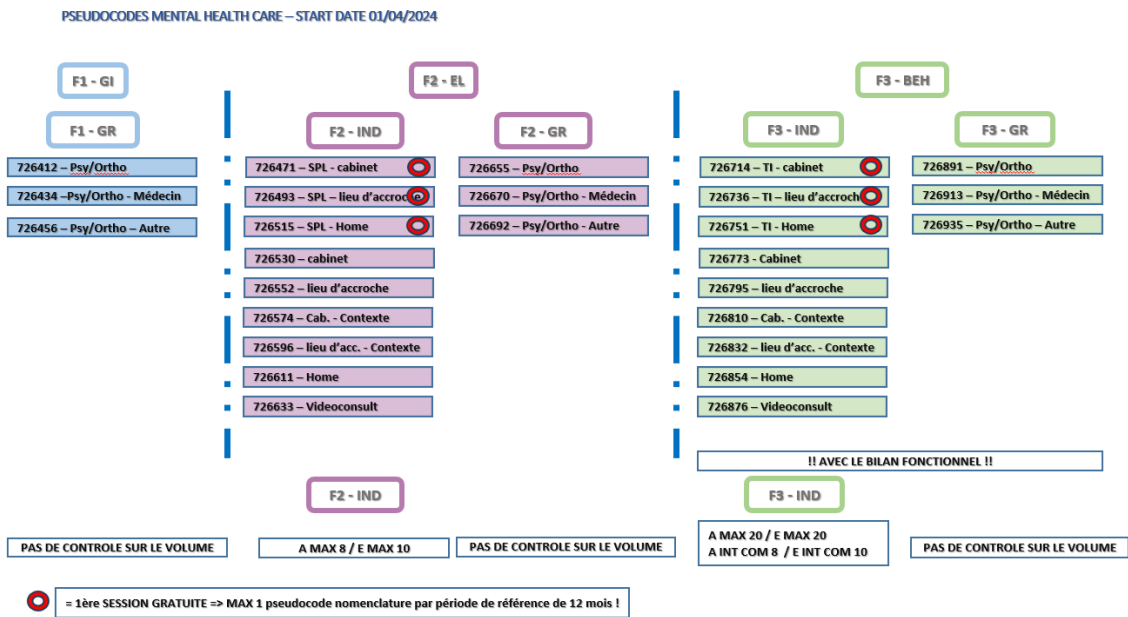 PSEUDOCODES MENTAL HEALTH CARE – START DATE 01/04/2024
F1 - GI
F2 - EL
F3 - BEH
F1 - GR
F2 - IND
F2 - GR
F3 - IND
F3 - GR
726412 – Psy/Ortho
726434 –Psy/Ortho - Médecin
726456 – Psy/Ortho – Autre
726471 – SPL - cabinet
726493 – SPL – lieu d'accroche
726515 – SPL - Home
726530 – cabinet
726552 – lieu d'accroche
726574 – Cab. - Contexte
726596 – lieu d'acc. - Contexte
726611 – Home
726633 – Videoconsult
726655 – Psy/Ortho
726670 – Psy/Ortho - Médecin
726692 – Psy/Ortho - Autre
726714 – TI - cabinet
726736 – TI – lieu d'accroche
726751 – TI - Home
726773 - Cabinet
726795 – lieu d'accroche
726810 – Cab. - Contexte
726832 – lieu d'acc. - Contexte
726854 – Home
726876 – Videoconsult
726891 – Psy/Ortho
726913 – Psy/Ortho - Médecin
726935 – Psy/Ortho – Autre
!! AVEC LE BILAN FONCTIONNEL !!
F2 - IND
F3 - IND
PAS DE CONTROLE SUR LE VOLUME
A MAX 8 / E MAX 10
PAS DE CONTROLE SUR LE VOLUME
A MAX 20 / E MAX 20
A INT COM 8 / E INT COM 10
PAS DE CONTROLE SUR LE VOLUME
= 1ère SESSION GRATUITE => MAX 1 pseudocode nomenclature par période de référence de 12 mois !